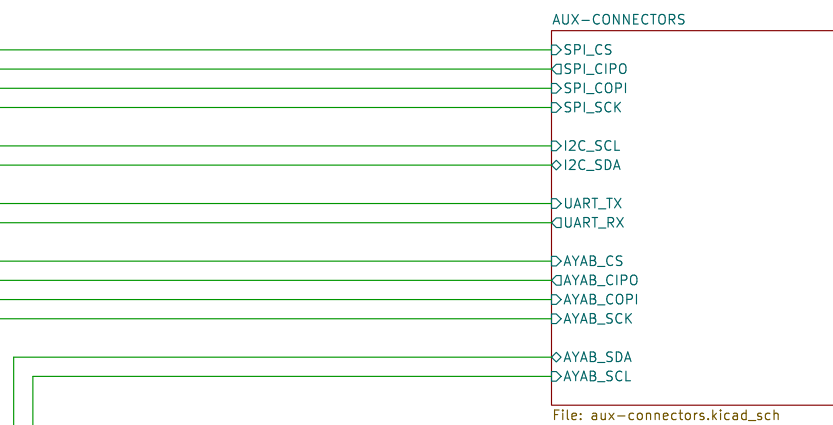 AUX-CONNECTORS
SPI_CS
SPI_CIPO
SPI_COPI
SPI_SCK
I2C_SCL
I2C_SDA
UART_TX
UART_RX
AYAB_CS
AYAB_CIPO
AYAB_COPI
AYAB_SCK
AYAB_SDA
AYAB_SCL
File: aux-connectors.kicad_sch